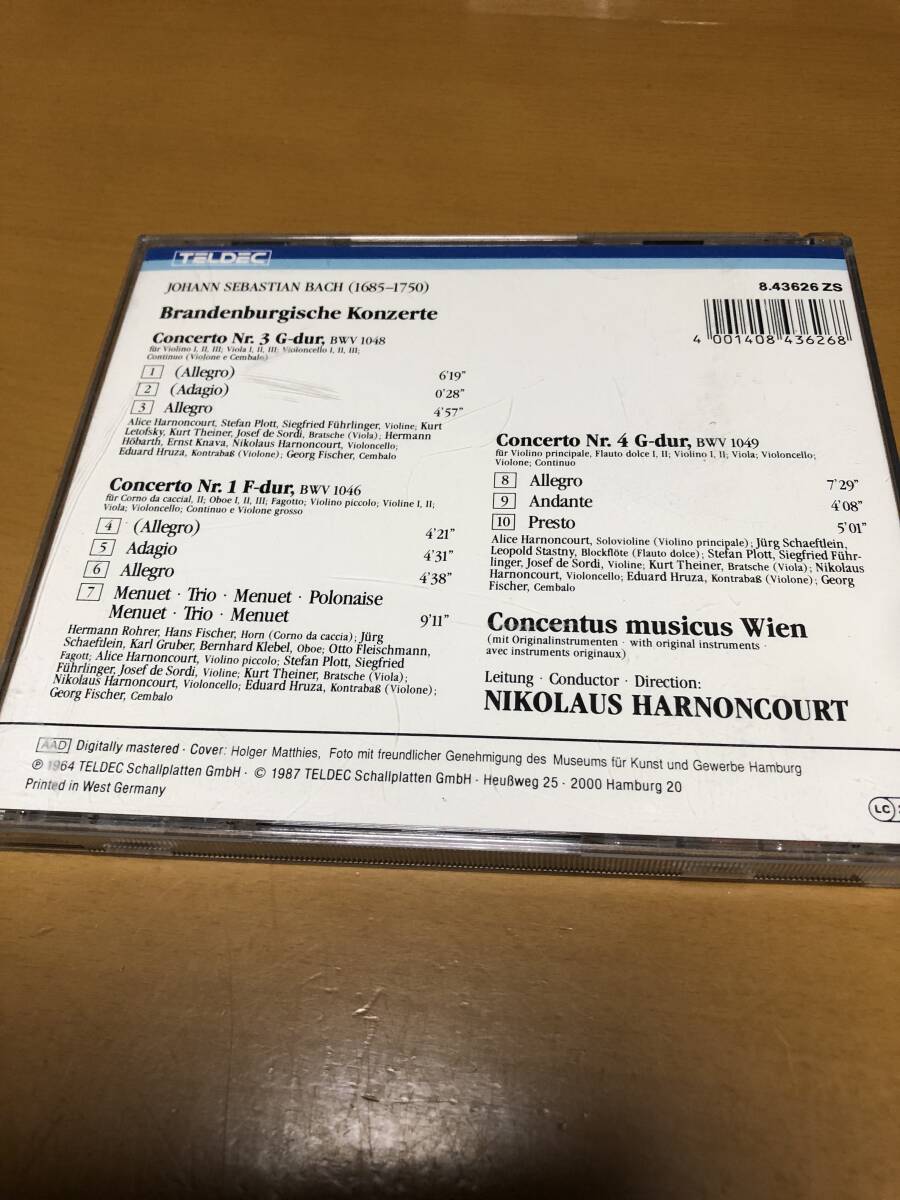 TELDEC
JOHANN SEBASTIAN BACH (1685–1750)
8.43626 ZS
Brandenburgische Konzerte
4 001408 436268
Concerto Nr. 3 G-dur, BWV 1048
für Violino I, II, III; Viola I, II, III; Violoncello I, II, III;
Continuo (Violone e Cembalo)
1 (Allegro) 6'19"
2 (Adagio) 0'28"
3 Allegro 4'57"
Alice Harnoncourt, Stefan Plott, Siegfried Führlinger, Violine; Kurt
Letofsky, Kurt Theiner, Josef de Sordi, Bratsche (Viola); Hermann
Höbarth, Ernst Knava, Nikolaus Harnoncourt, Violoncello;
Eduard Hruza, Kontrabaß (Violone); Georg Fischer, Cembalo
Concerto Nr. 1 F-dur, BWV 1046
für Corno da caccial, II; Oboe I, II, III; Fagotto; Violino piccolo; Violine I, II;
Viola; Violoncello; Continuo e Violone grosso
4 (Allegro) 4'21"
5 Adagio 4'31"
6 Allegro 4'38"
7 Menuet · Trio · Menuet · Polonaise
Menuet · Trio · Menuet 9'11"
Hermann Rohrer, Hans Fischer, Horn (Corno da caccia); Jürg
Schaeftlein, Karl Gruber, Bernhard Klebel, Oboe; Otto Fleischmann,
Fagott; Alice Harnoncourt, Violino piccolo; Stefan Plott, Siegfried
Führlinger, Josef de Sordi, Violine; Kurt Theiner, Bratsche (Viola);
Nikolaus Harnoncourt, Violoncello; Eduard Hruza, Kontrabaß (Violone);
Georg Fischer, Cembalo
Concerto Nr. 4 G-dur, BWV 1049
für Violino principale, Flauto dolce I, II; Violino I, II; Viola; Violoncello;
Violone; Continuo
8 Allegro 7'29"
9 Andante 4'08"
10 Presto 5'01"
Alice Harnoncourt, Solovioline (Violino principale); Jürg Schaeftlein,
Leopold Stastny, Blockflöte (Flauto dolce); Stefan Plott, Siegfried Führ-
linger, Josef de Sordi, Violine; Kurt Theiner, Bratsche (Viola); Nikolaus
Harnoncourt, Violoncello; Eduard Hruza, Kontrabaß (Violone); Georg
Fischer, Cembalo
Concentus musicus Wien
(mit Originalinstrumenten · with original instruments ·
avec instruments originaux)
Leitung · Conductor · Direction:
NIKOLAUS HARNONCOURT
AAD Digitally mastered · Cover: Holger Matthies, Foto mit freundlicher Genehmigung des Museums für Kunst und Gewerbe Hamburg
℗ 1964 TELDEC Schallplatten GmbH · © 1987 TELDEC Schallplatten GmbH · Heußweg 25 · 2000 Hamburg 20
Printed in West Germany
LC